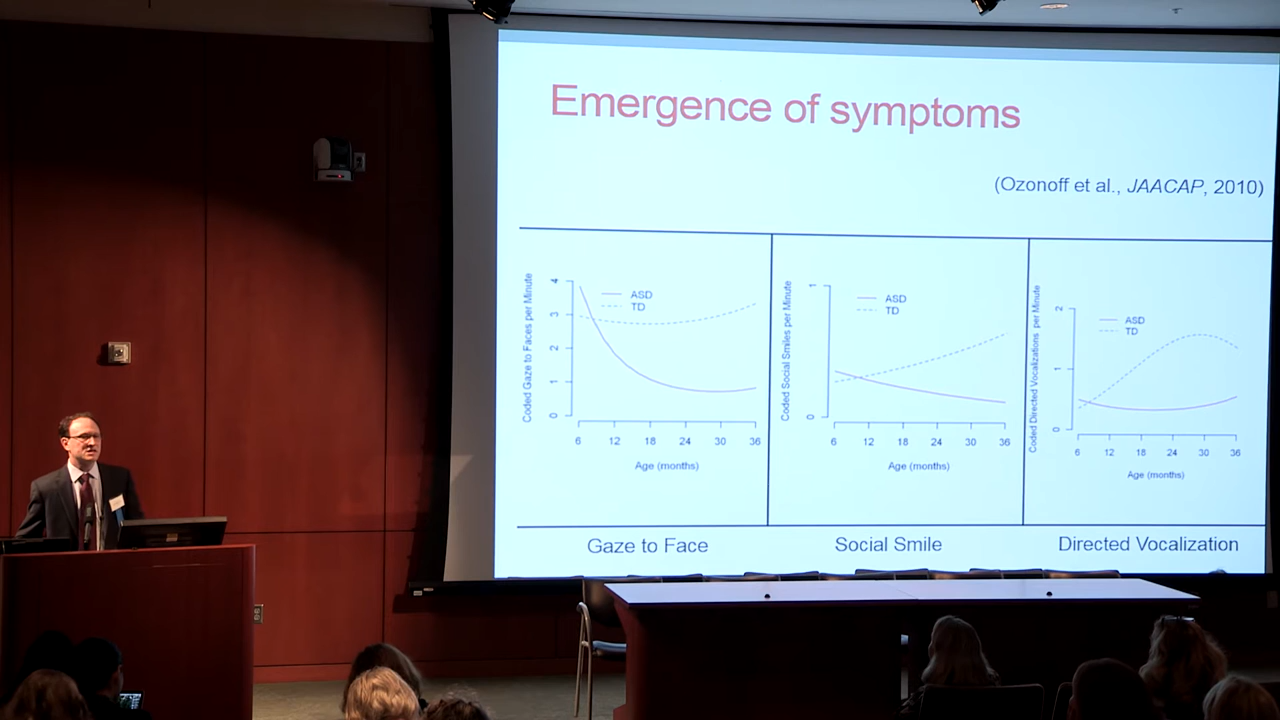 Emergence of symptoms
(Ozonoff et al., JAACAP, 2010)
Coded Gaze to Faces per Minute
4
3
2
1
0
ASD
TD
6 12 18 24 30 36
Age (months)
Gaze to Face
Coded Social Smiles per Minute
1
0
ASD
TD
6 12 18 24 30 36
Age (months)
Social Smile
Coded Directed Vocalizations per Minute
2
1
0
ASD
TD
6 12 18 24 30 36
Age (months)
Directed Vocalization